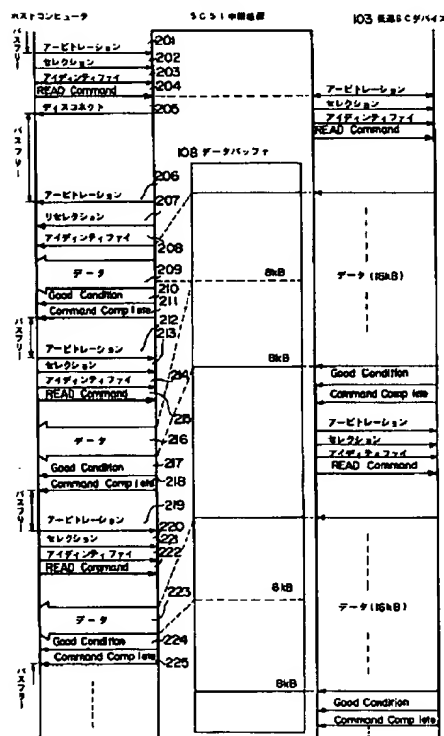 ホストコンピュータ
SCSI中間装置
103 低速SCデバイス
バスフリー
201
アービトレーション
202
セレクション
203
アイディンティファイ
204
READ Command
205
ディスコネクト
アービトレーション
セレクション
アイディンティファイ
READ Command
バスフリー
108 データバッファ
206
アービトレーション
207
リセレクション
アイディンティファイ
208
データ
209
8kB
データ(16kB)
210
Good Condition
211
Command Complete
212
バスフリー
213
アービトレーション
セレクション
アイディンティファイ
214
READ Command
215
8kB
Good Condition
Command Complete
データ
216
アービトレーション
セレクション
アイディティファイ
READ Command
217
Good Condition
Command Complete
218
バスフリー
219
アービトレーション
220
セレクション
221
アイディンティファイ
222
READ Command
223
データ
8kB
データ(16kB)
224
Good Condition
Command Complete
225
バスフリー
8kB
Good Condition
Command Complete